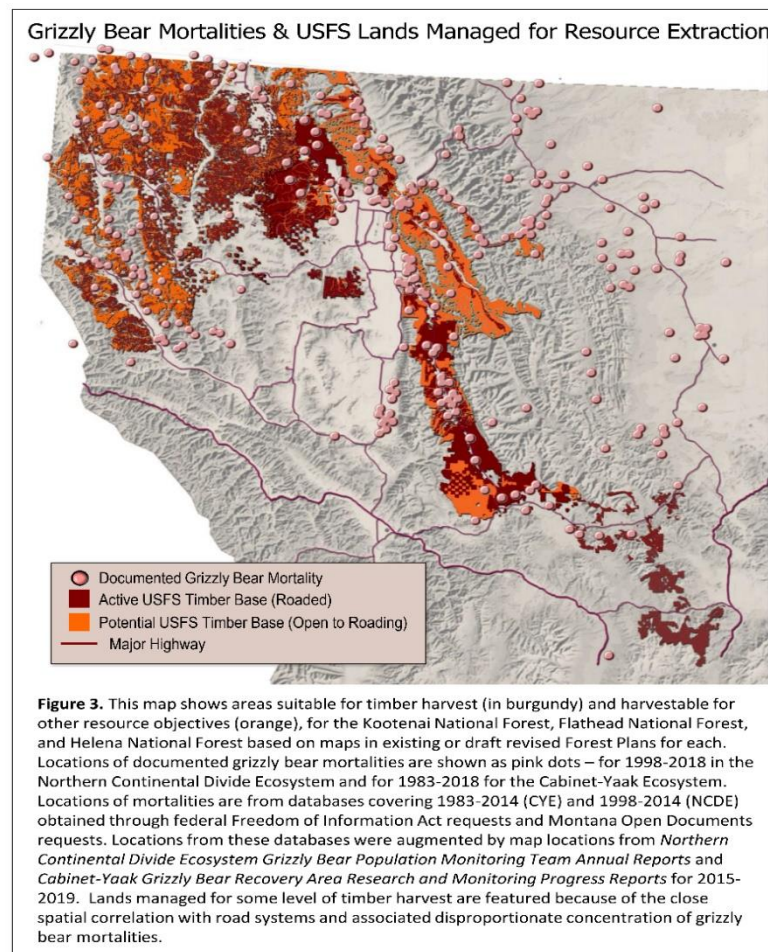 Grizzly Bear Mortalities & USFS Lands Managed for Resource Extraction
Documented Grizzly Bear Mortality
Active USFS Timber Base (Roaded)
Potential USFS Timber Base (Open to Roading)
Major Highway
Figure 3. This map shows areas suitable for timber harvest (in burgundy) and harvestable for
other resource objectives (orange), for the Kootenai National Forest, Flathead National Forest,
and Helena National Forest based on maps in existing or draft revised Forest Plans for each.
Locations of documented grizzly bear mortalities are shown as pink dots – for 1998-2018 in the
Northern Continental Divide Ecosystem and for 1983-2018 for the Cabinet-Yaak Ecosystem.
Locations of mortalities are from databases covering 1983-2014 (CYE) and 1998-2014 (NCDE)
obtained through federal Freedom of Information Act requests and Montana Open Documents
requests. Locations from these databases were augmented by map locations from Northern
Continental Divide Ecosystem Grizzly Bear Population Monitoring Team Annual Reports and
Cabinet-Yaak Grizzly Bear Recovery Area Research and Monitoring Progress Reports for 2015-
2019. Lands managed for some level of timber harvest are featured because of the close
spatial correlation with road systems and associated disproportionate concentration of grizzly
bear mortalities.